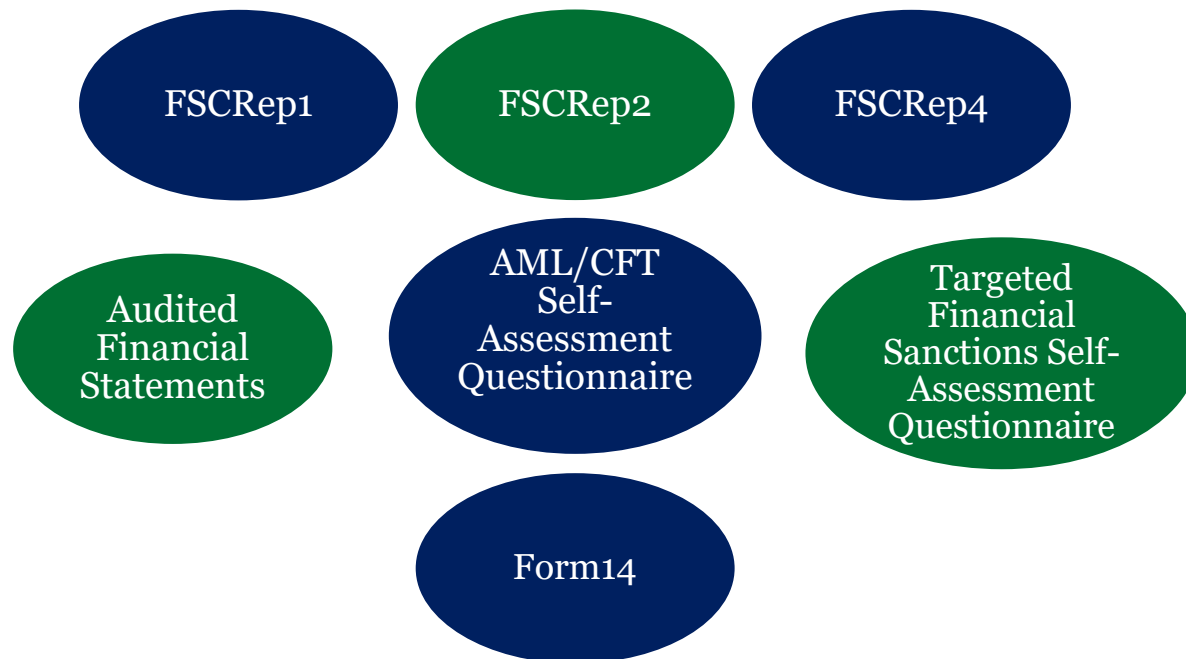 FSCRep1
FSCRep2
FSCRep4
Audited
Financial
Statements
AML/CFT
Self-
Assessment
Questionnaire
Targeted
Financial
Sanctions Self-
Assessment
Questionnaire
Form14